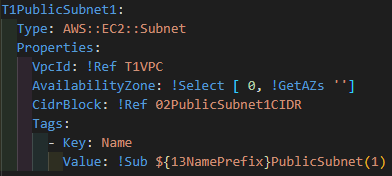 T1PublicSubnet1:
Type: AWS::EC2::Subnet
Properties:
VpcId: !Ref T1VPC
AvailabilityZone: !Select [ 0, !GetAZs '']
CidrBlock: !Ref 02PublicSubnet1CIDR
Tags:
- Key: Name
Value: !Sub ${13NamePrefix}PublicSubnet(1)